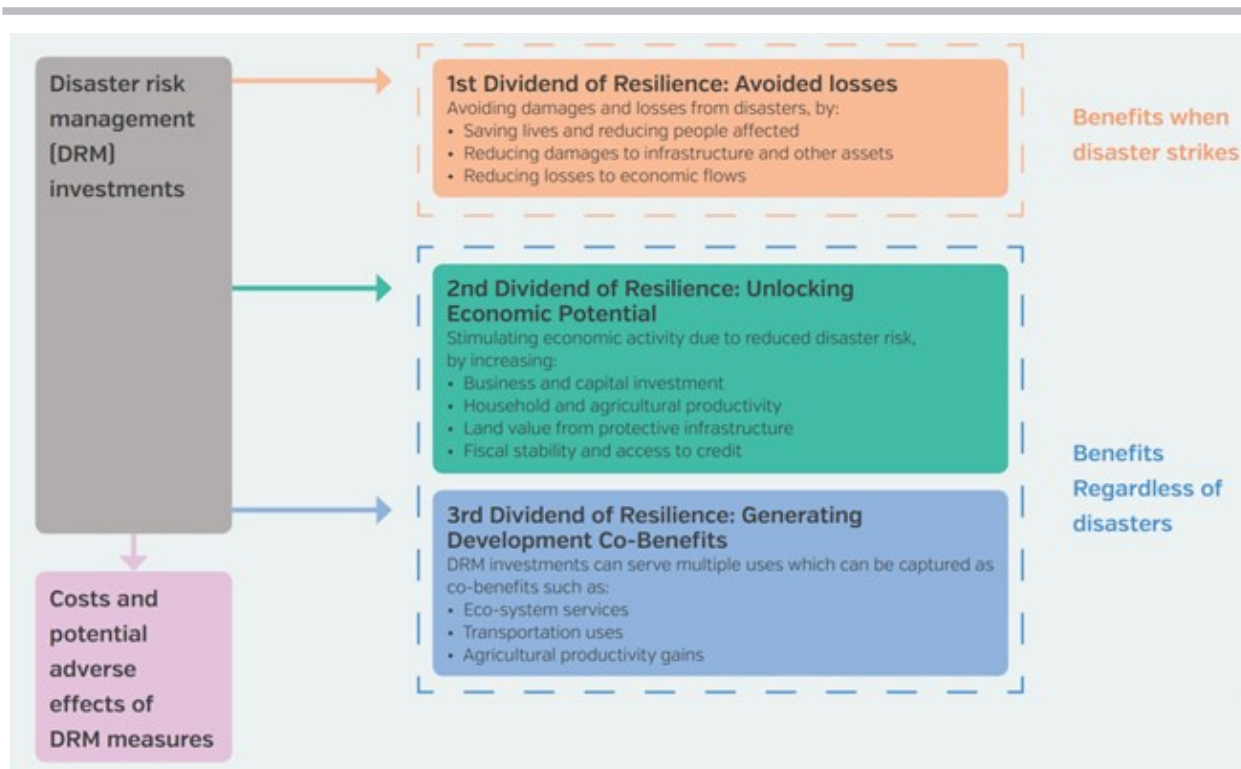 Disaster risk
management
(DRM)
investments
1st Dividend of Resilience: Avoided losses
Avoiding damages and losses from disasters, by:
• Saving lives and reducing people affected
• Reducing damages to infrastructure and other assets
• Reducing losses to economic flows
Benefits when
disaster strikes
2nd Dividend of Resilience: Unlocking
Economic Potential
Stimulating economic activity due to reduced disaster risk,
by increasing:
• Business and capital investment
• Household and agricultural productivity
• Land value from protective infrastructure
• Fiscal stability and access to credit
3rd Dividend of Resilience: Generating
Development Co-Benefits
DRM investments can serve multiple uses which can be captured as
co-benefits such as:
• Eco-system services
• Transportation uses
• Agricultural productivity gains
Benefits
Regardless of
disasters
Costs and
potential
adverse
effects of
DRM measures